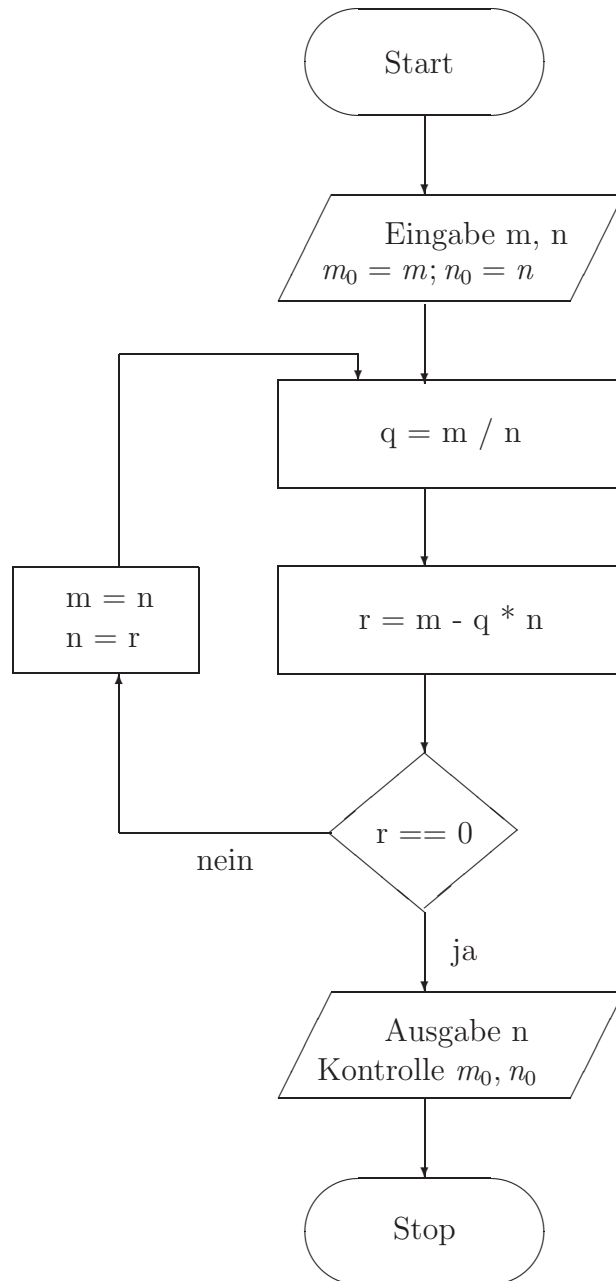 Start
Eingabe m, n
m₀ = m; n₀ = n
q = m / n
m = n
n = r
r = m - q * n
r == 0
nein
ja
Ausgabe n
Kontrolle m₀, n₀
Stop